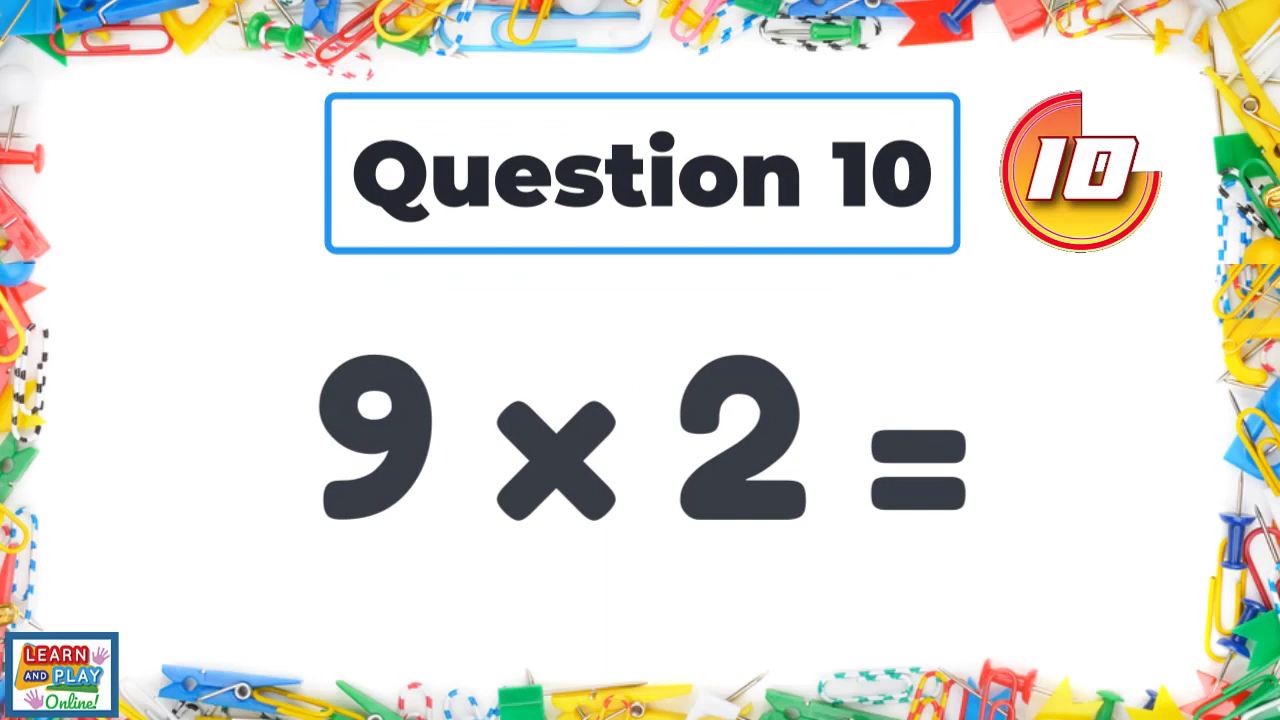 Question 10
10
9 × 2 =
LEARN
AND PLAY
Online!